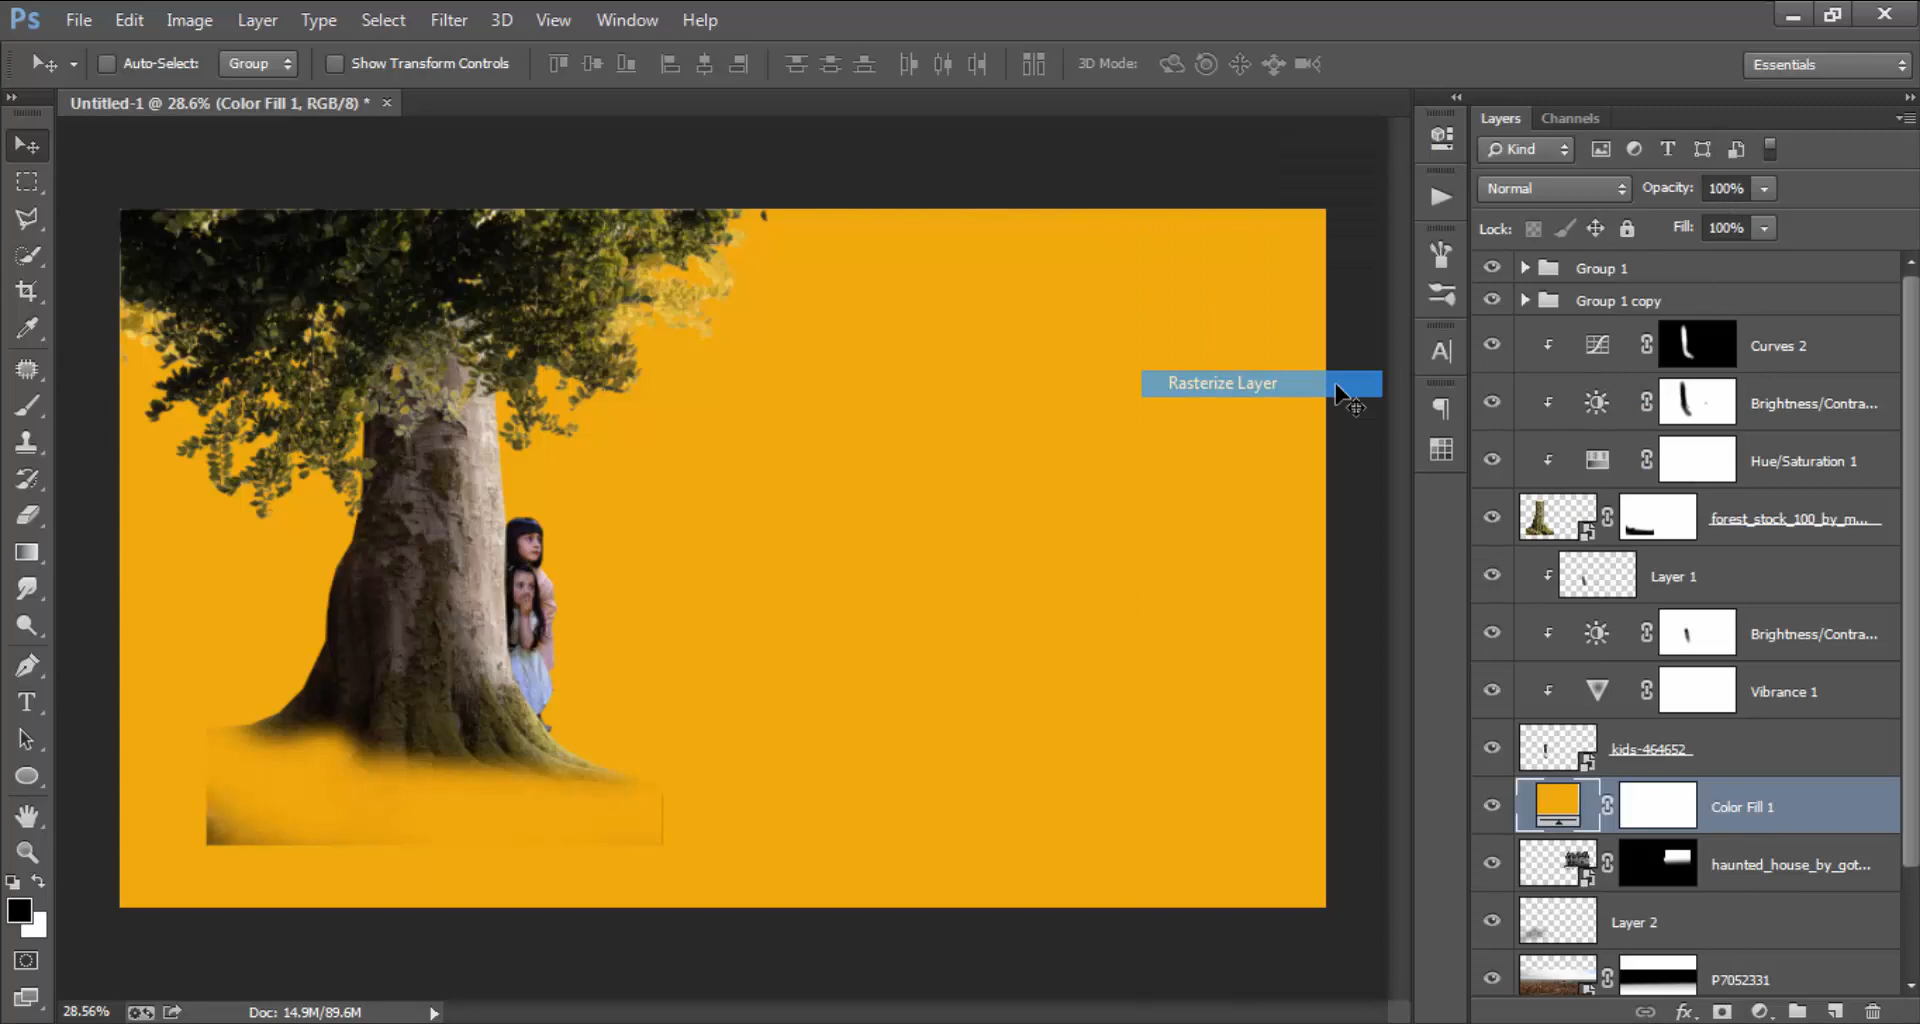 Ps File Edit Image Layer Type Select Filter 3D View Window Help
Auto-Select: Group Show Transform Controls 3D Mode: Essentials
Untitled-1 @ 28.6% (Color Fill 1, RGB/8) * ×
Layers Channels
Kind
Normal Opacity: 100%
Lock: Fill: 100%
Group 1
Group 1 copy
Curves 2
Rasterize Layer
Brightness/Contra...
Hue/Saturation 1
forest_stock_100_by_m...
Layer 1
Brightness/Contra...
Vibrance 1
kids-464652
Color Fill 1
haunted_house_by_got...
Layer 2
P7052331
28.56% Doc: 14.9M/89.6M